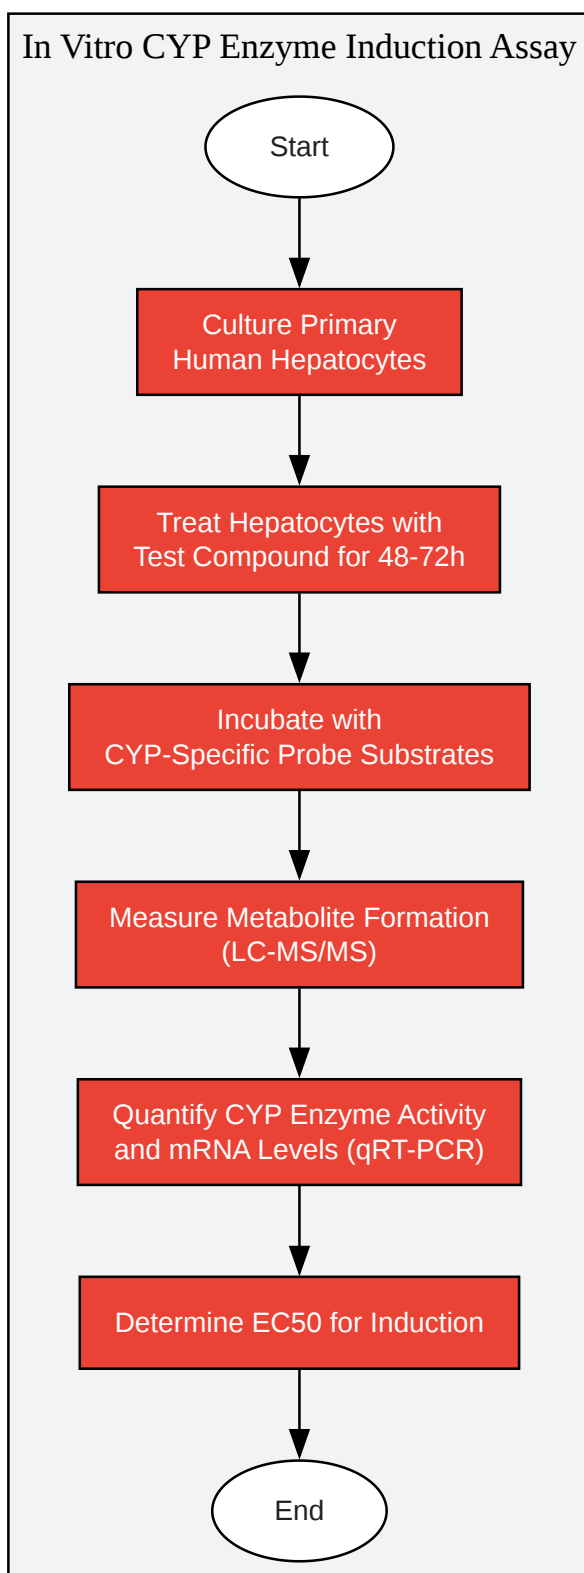 In Vitro CYP Enzyme Induction Assay
Start
Culture Primary
Human Hepatocytes
Treat Hepatocytes with
Test Compound for 48-72h
Incubate with
CYP-Specific Probe Substrates
Measure Metabolite Formation
(LC-MS/MS)
Quantify CYP Enzyme Activity
and mRNA Levels (qRT-PCR)
Determine EC50 for Induction
End